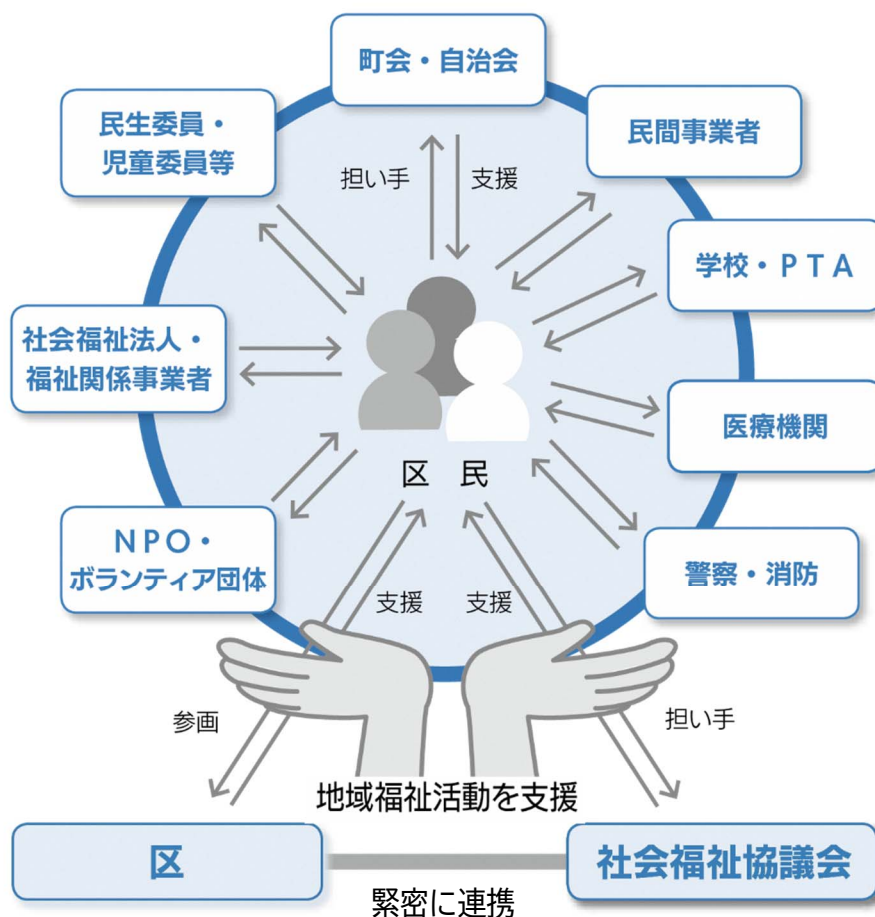 町会・自治会
民生委員・
児童委員等
民間事業者
担い手
支援
学校・ＰＴＡ
社会福祉法人・
福祉関係事業者
医療機関
区 民
ＮＰＯ・
ボランティア団体
警察・消防
支援
支援
参画
担い手
地域福祉活動を支援
区
社会福祉協議会
緊密に連携